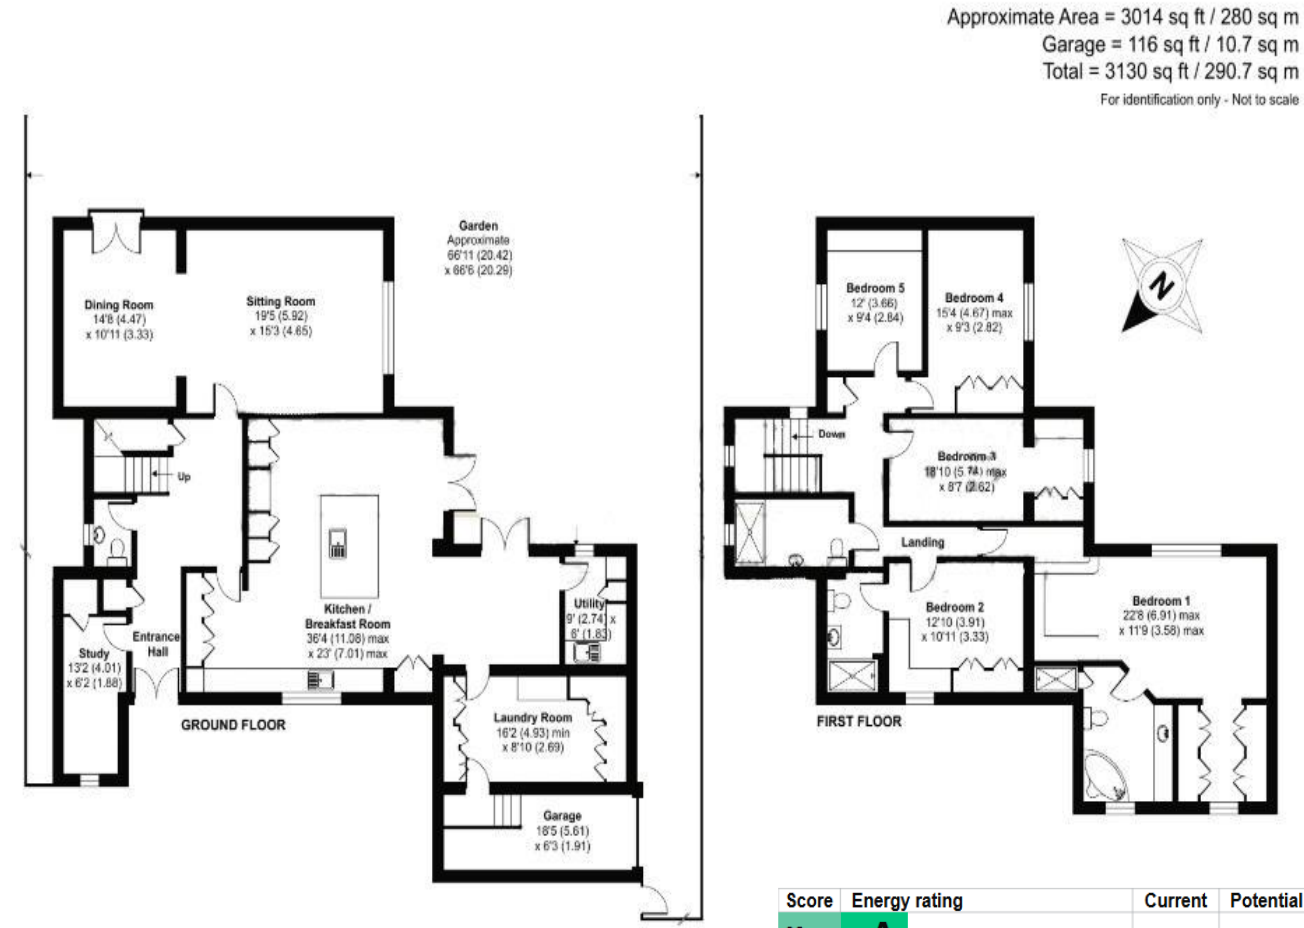 Approximate Area = 3014 sq ft / 280 sq m
Garage = 116 sq ft / 10.7 sq m
Total = 3130 sq ft / 290.7 sq m
For identification only - Not to scale
Garden
Approximate
66'11 (20.42)
x 66'6 (20.29)
Dining Room
14'8 (4.47)
x 10'11 (3.33)
Sitting Room
19'5 (5.92)
x 15'3 (4.65)
Up
Kitchen /
Breakfast Room
36'4 (11.08) max
x 23' (7.01) max
Utility
9' (2.74) x
6' (1.83)
Entrance
Hall
Study
13'2 (4.01)
x 6'2 (1.88)
Laundry Room
16'2 (4.93) min
x 8'10 (2.69)
Garage
18'5 (5.61)
x 6'3 (1.91)
GROUND FLOOR
Bedroom 5
12' (3.66)
x 9'4 (2.84)
Bedroom 4
15'4 (4.67) max
x 9'3 (2.82)
N
Down
Bedroom 3
18'10 (5.74) max
x 8'7 (2.62)
Landing
Bedroom 2
12'10 (3.91)
x 10'11 (3.33)
Bedroom 1
22'8 (6.91) max
x 11'9 (3.58) max
FIRST FLOOR
Score Energy rating Current Potential